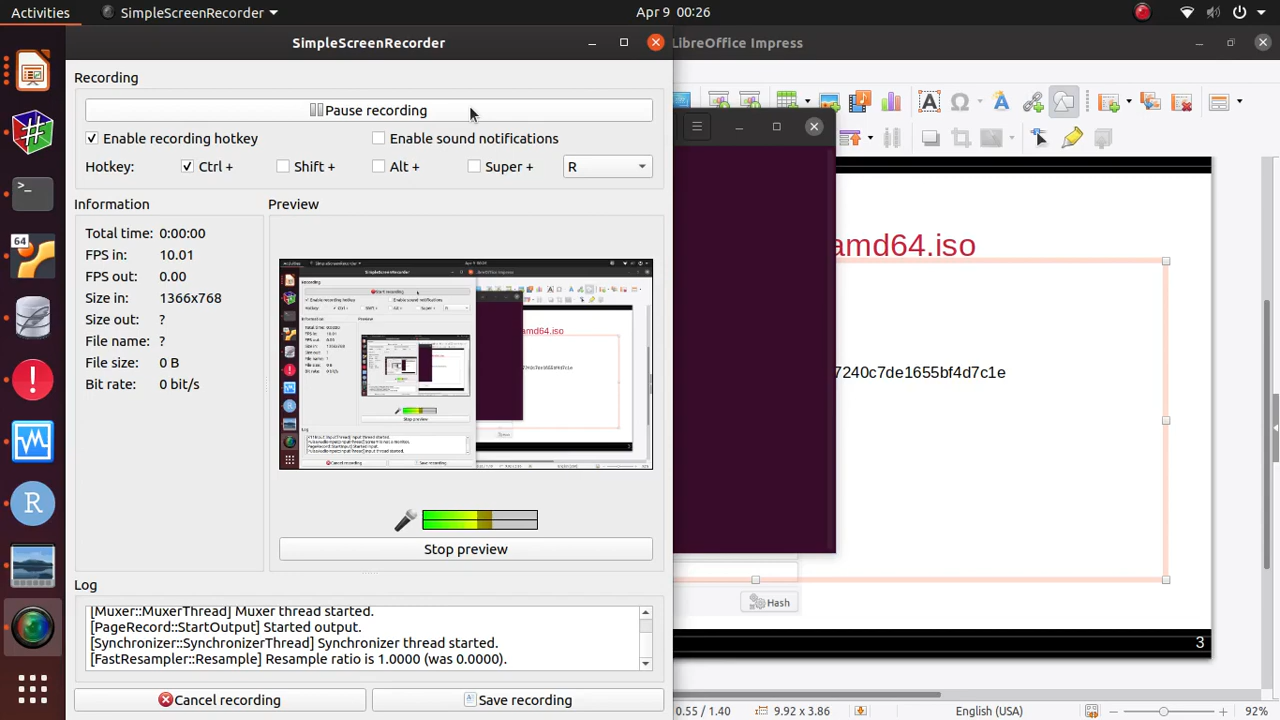 Activities
SimpleScreenRecorder
Apr 9 00:26
SimpleScreenRecorder
LibreOffice Impress
Recording
Pause recording
Enable recording hotkey
Enable sound notifications
Hotkey:
Ctrl +
Shift +
Alt +
Super +
R
Information
Total time: 0:00:00
FPS in: 10.01
FPS out: 0.00
Size in: 1366x768
Size out: ?
File name: ?
File size: 0 B
Bit rate: 0 bit/s
Preview
Stop preview
Log
[Muxer::MuxerThread] Muxer thread started.
[PageRecord::StartOutput] Started output.
[Synchronizer::SynchronizerThread] Synchronizer thread started.
[FastResampler::Resample] Resample ratio is 1.0000 (was 0.0000).
Cancel recording
Save recording
amd64.iso
7240c7de1655bf4d7c1e
Hash
3
0.55 / 1.40
9.92 x 3.86
English (USA)
92%
64
R